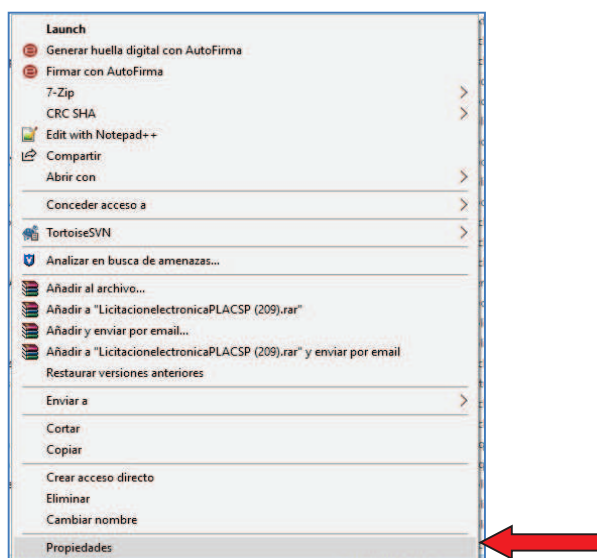 Launch
Generar huella digital con AutoFirma
Firmar con AutoFirma
7-Zip
CRC SHA
Edit with Notepad++
Compartir
Abrir con
Conceder acceso a
TortoiseSVN
Analizar en busca de amenazas...
Añadir al archivo...
Añadir a "LicitacionelectronicaPLACSP (209).rar"
Añadir y enviar por email...
Añadir a "LicitacionelectronicaPLACSP (209).rar" y enviar por email
Restaurar versiones anteriores
Enviar a
Cortar
Copiar
Crear acceso directo
Eliminar
Cambiar nombre
Propiedades